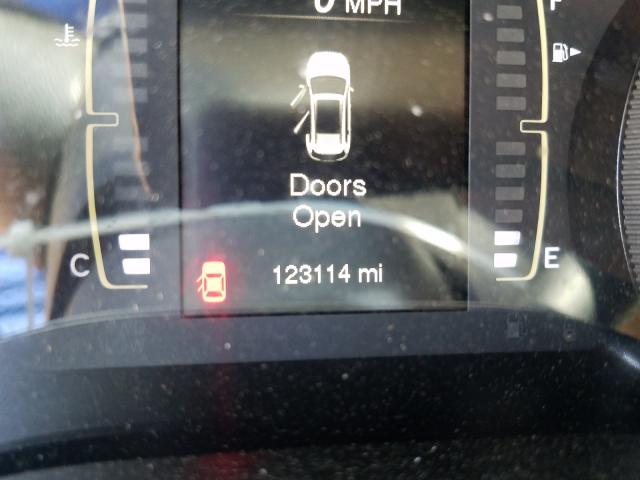 0 MPH
F
Doors
Open
C
E
123114 mi